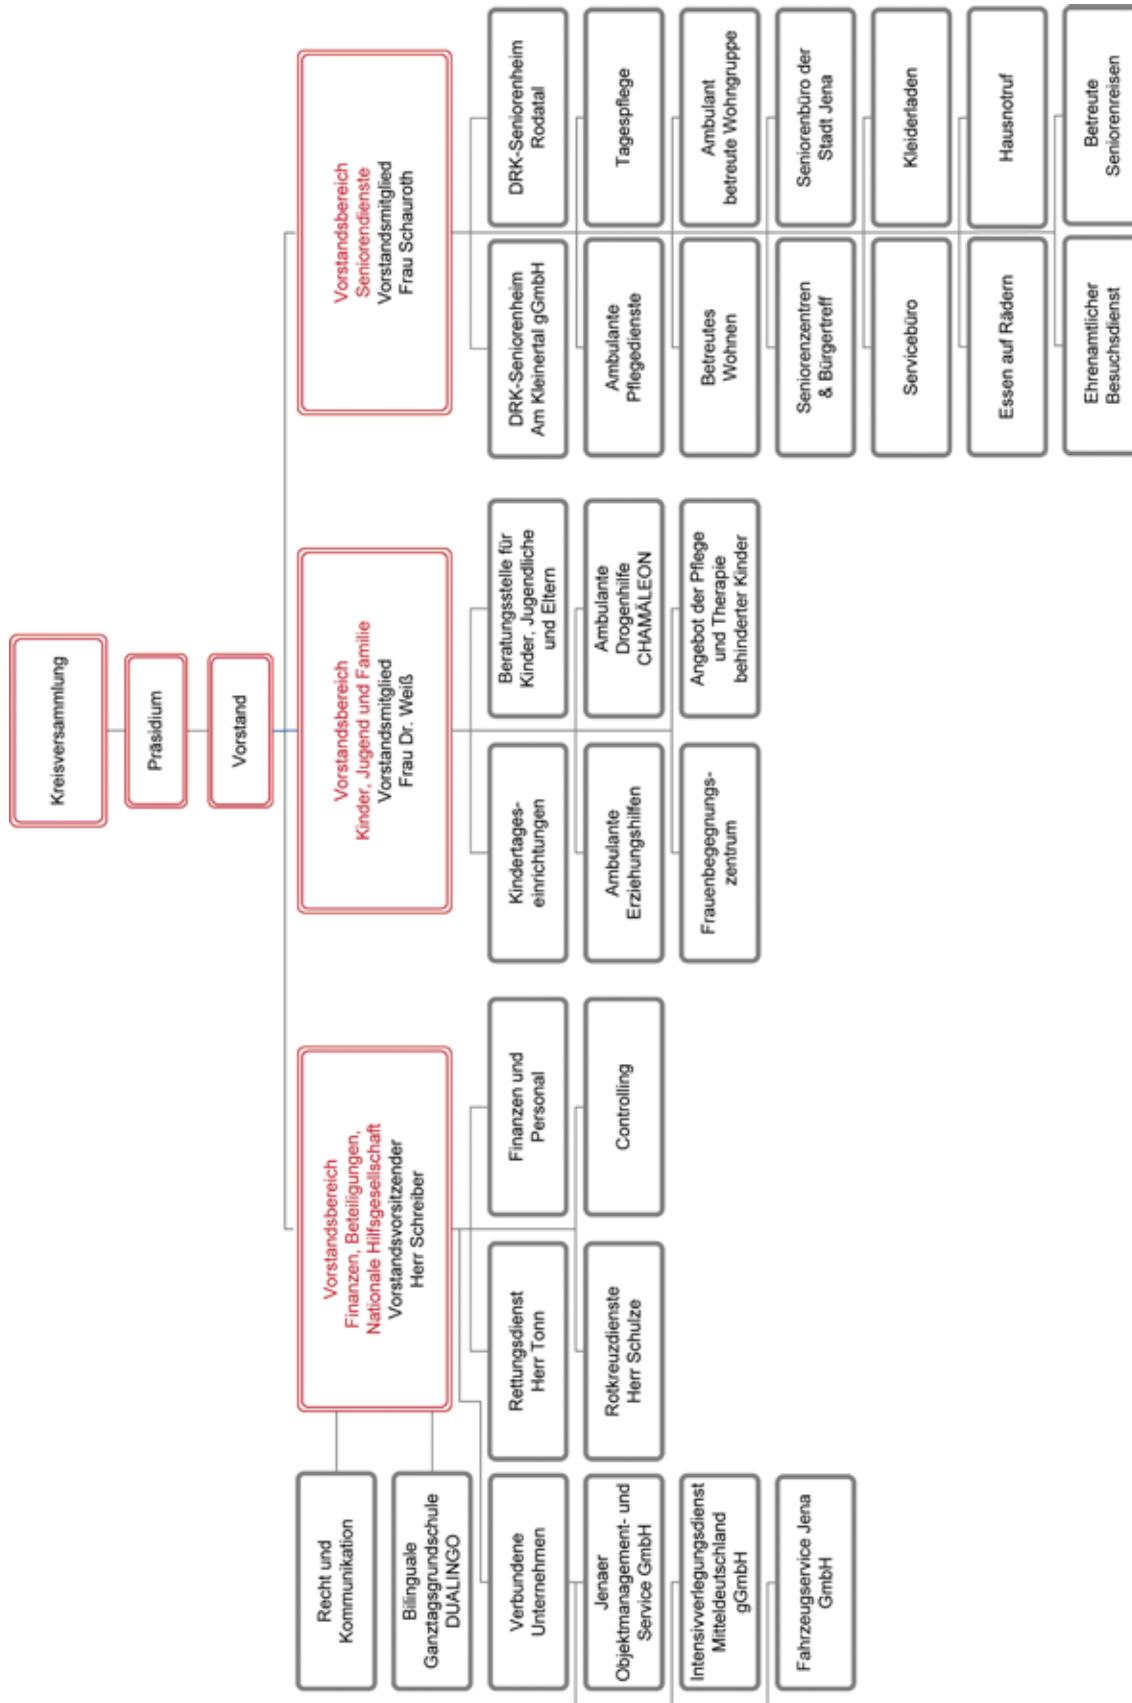 Kreisversammlung
Präsidium
Vorstand
Vorstandsbereich
Finanzen, Beteiligungen,
Nationale Hilfsgesellschaft
Vorstandsvorsitzender
Herr Schreiber
Vorstandsbereich
Kinder, Jugend und Familie
Vorstandsmitglied
Frau Dr. Weiß
Vorstandsbereich
Seniorendienste
Vorstandsmitglied
Frau Schauroth
Recht und
Kommunikation
Bilinguale
Ganztagsgrundschule
DUALINGO
Verbundene
Unternehmen
Jenaer
Objektmanagement- und
Service GmbH
Intensivverlegungsdienst
Mitteldeutschland
gGmbH
Fahrzeugservice Jena
GmbH
Rettungsdienst
Herr Tonn
Finanzen und
Personal
Rotkreuzdienste
Herr Schulze
Controlling
Kindertages-
einrichtungen
Beratungsstelle für
Kinder, Jugendliche
und Eltern
Ambulante
Erziehungshilfen
Ambulante
Drogenhilfe
CHAMÄLEON
Frauenbegegnungs-
zentrum
Angebot der Pflege
und Therapie
behinderter Kinder
DRK-Seniorenheim
Am Kleinertal gGmbH
DRK-Seniorenheim
Rodatal
Ambulante
Pflegedienste
Tagespflege
Betreutes
Wohnen
Ambulant
betreute Wohngruppe
Seniorenzentren
& Bürgertreff
Seniorenbüro der
Stadt Jena
Servicebüro
Kleiderladen
Essen auf Rädern
Hausnotruf
Ehrenamtlicher
Besuchsdienst
Betreute
Seniorenreisen